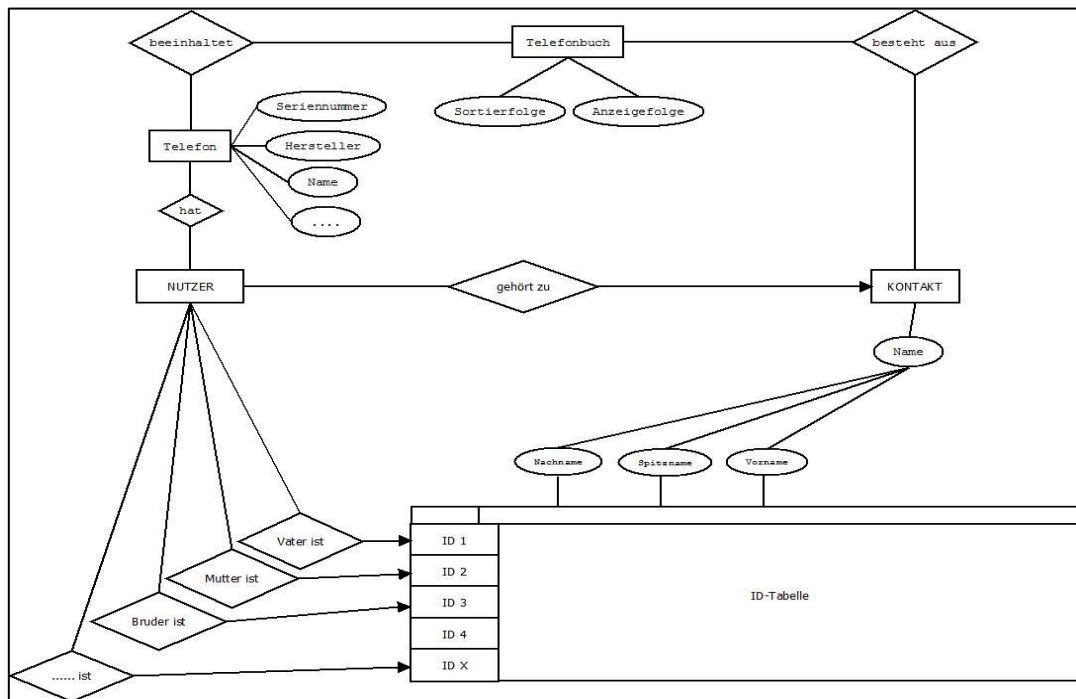 beeinhaltet
Telefonbuch
besteht aus
Sortierfolge
Anzeigefolge
Seriennummer
Telefon
Hersteller
Name
....
hat
NUTZER
gehört zu
KONTAKT
Name
Nachname
Spitzname
Vorname
Vater ist
ID 1
Mutter ist
ID 2
Bruder ist
ID 3
ID-Tabelle
ID 4
...... ist
ID X